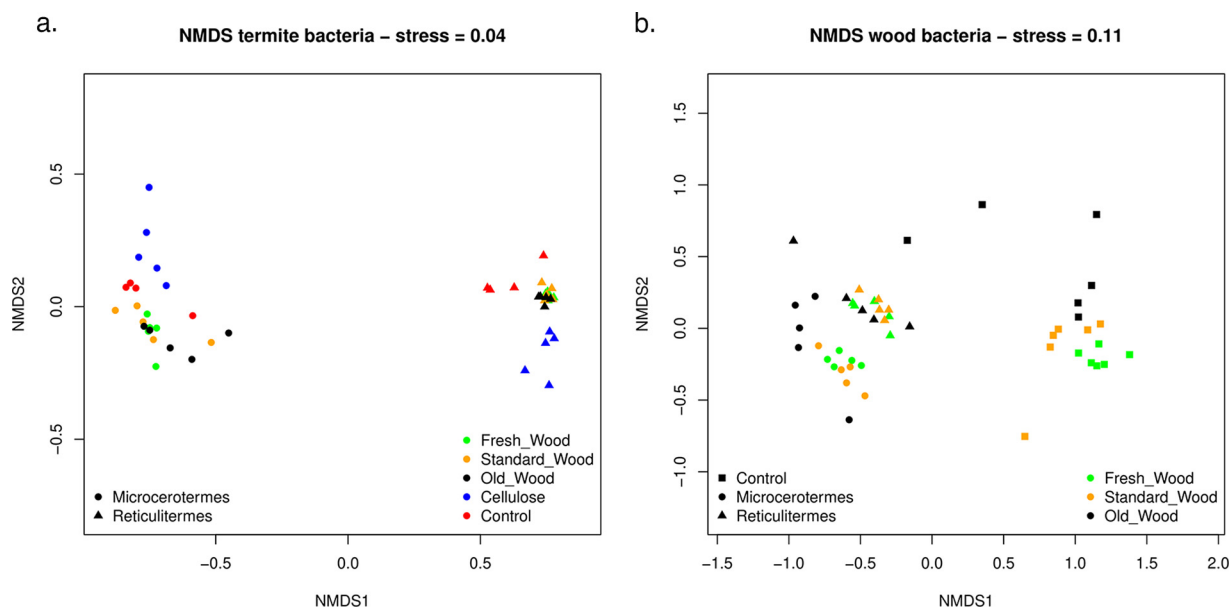 a.
NMDS termite bacteria – stress = 0.04
NMDS2
0.5
0.0
−0.5
Microcerotermes
Reticulitermes
Fresh_Wood
Standard_Wood
Old_Wood
Cellulose
Control
−0.5
0.0
0.5
NMDS1
b.
NMDS wood bacteria – stress = 0.11
NMDS2
1.5
1.0
0.5
0.0
−0.5
−1.0
Control
Microcerotermes
Reticulitermes
Fresh_Wood
Standard_Wood
Old_Wood
−1.5
−1.0
−0.5
0.0
0.5
1.0
1.5
2.0
NMDS1